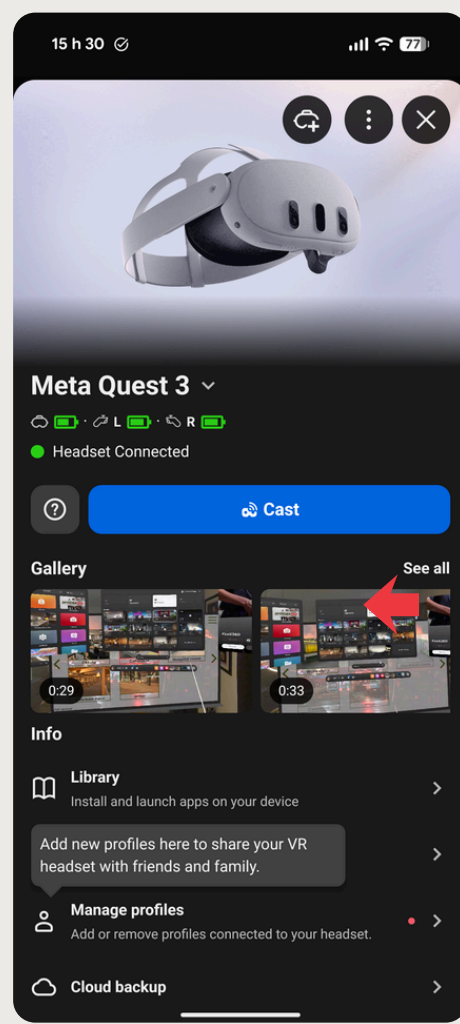 15 h 30
77
Meta Quest 3
L
R
Headset Connected
Cast
Gallery
See all
0:29
0:33
Info
Library
Install and launch apps on your device
Add new profiles here to share your VR
headset with friends and family.
Manage profiles
Add or remove profiles connected to your headset.
Cloud backup